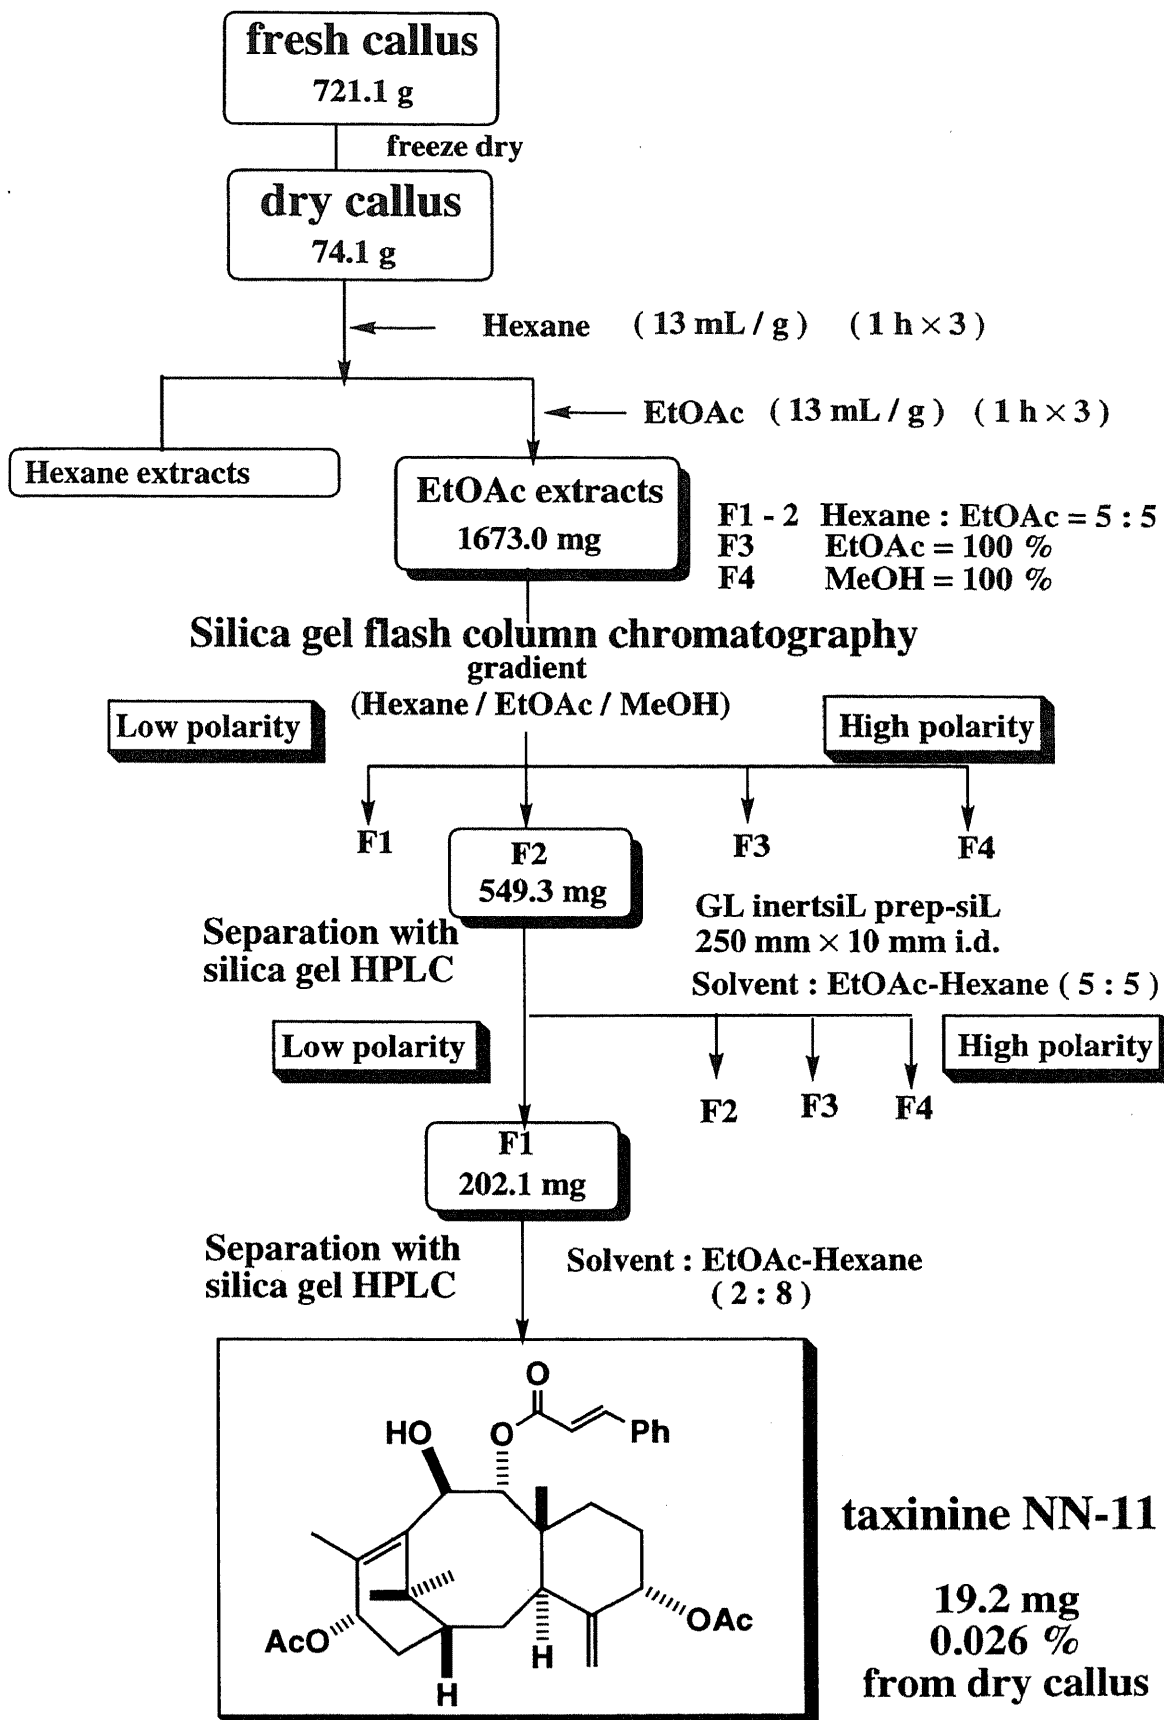 fresh callus
721.1 g
freeze dry
dry callus
74.1 g
Hexane ( 13 mL / g ) ( 1 h × 3 )
EtOAc ( 13 mL / g ) ( 1 h × 3 )
Hexane extracts
EtOAc extracts
1673.0 mg
F1 - 2 Hexane : EtOAc = 5 : 5
F3 EtOAc = 100 %
F4 MeOH = 100 %
Silica gel flash column chromatography
gradient
(Hexane / EtOAc / MeOH)
Low polarity
High polarity
F1
F2
549.3 mg
F3
F4
Separation with
silica gel HPLC
GL inertsiL prep-siL
250 mm × 10 mm i.d.
Solvent : EtOAc-Hexane ( 5 : 5 )
Low polarity
High polarity
F2
F3
F4
F1
202.1 mg
Separation with
silica gel HPLC
Solvent : EtOAc-Hexane
( 2 : 8 )
O
HO
O
Ph
AcO
H
H
OAc
taxinine NN-11
19.2 mg
0.026 %
from dry callus